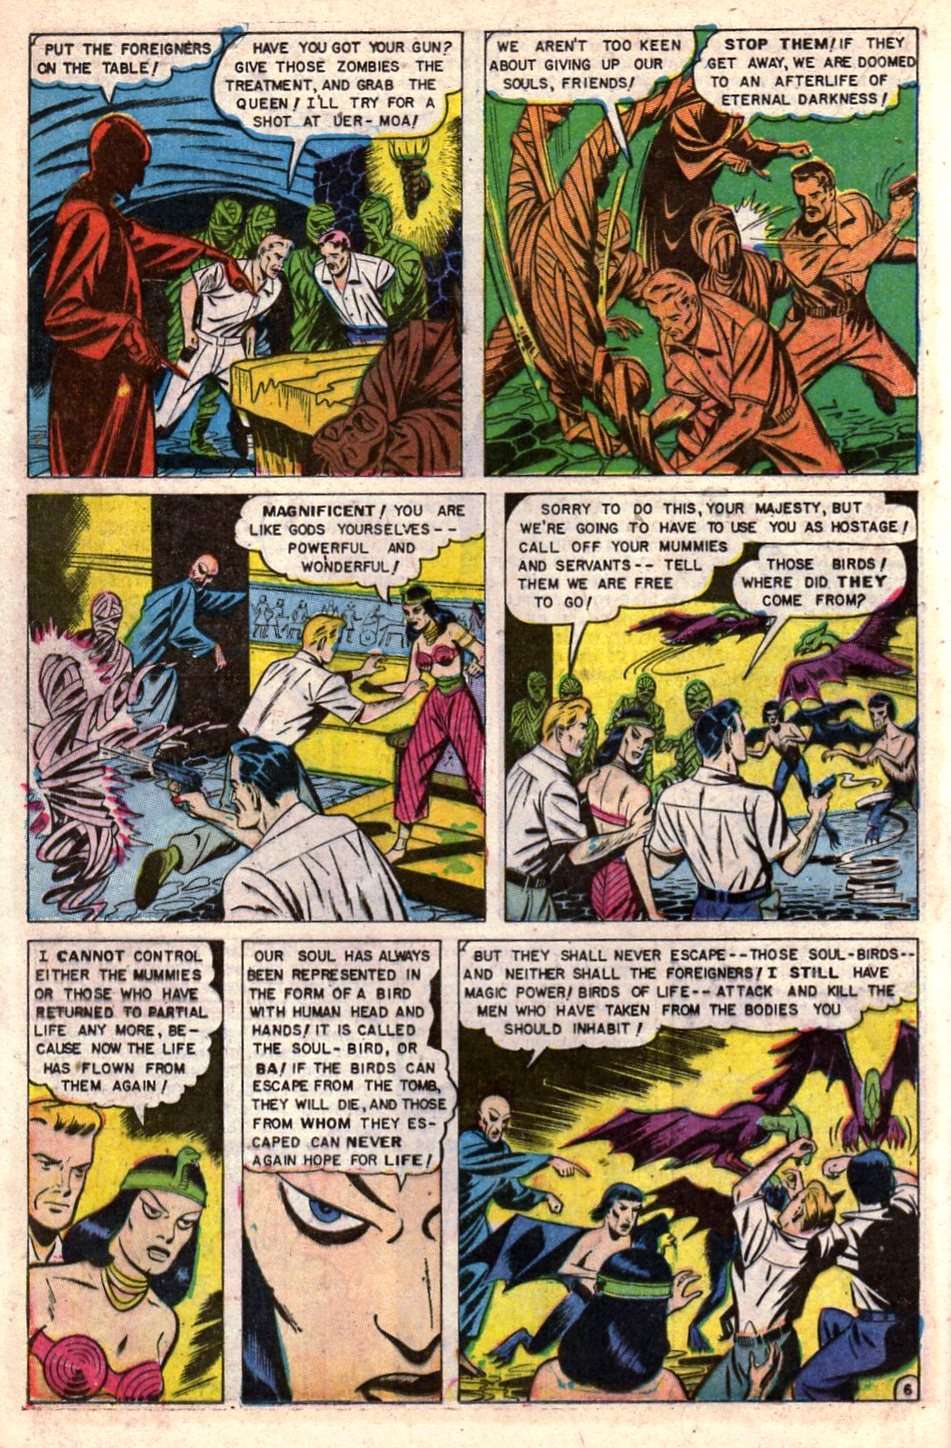 PUT THE FOREIGNERS
ON THE TABLE!
HAVE YOU GOT YOUR GUN?
GIVE THOSE ZOMBIES THE
TREATMENT, AND GRAB THE
QUEEN! I'LL TRY FOR A
SHOT AT UER-MOA!
WE AREN'T TOO KEEN
ABOUT GIVING UP OUR
SOULS, FRIENDS!
STOP THEM! IF THEY
GET AWAY, WE ARE DOOMED
TO AN AFTERLIFE OF
ETERNAL DARKNESS!
MAGNIFICENT! YOU ARE
LIKE GODS YOURSELVES--
POWERFUL AND
WONDERFUL!
SORRY TO DO THIS, YOUR MAJESTY, BUT
WE'RE GOING TO HAVE TO USE YOU AS HOSTAGE!
CALL OFF YOUR MUMMIES
AND SERVANTS-- TELL
THEM WE ARE FREE
TO GO!
THOSE BIRDS!
WHERE DID THEY
COME FROM?
I CANNOT CONTROL
EITHER THE MUMMIES
OR THOSE WHO HAVE
RETURNED TO PARTIAL
LIFE ANY MORE, BE-
CAUSE NOW THE LIFE
HAS FLOWN FROM
THEM AGAIN!
OUR SOUL HAS ALWAYS
BEEN REPRESENTED IN
THE FORM OF A BIRD
WITH HUMAN HEAD AND
HANDS! IT IS CALLED
THE SOUL-BIRD, OR
BA! IF THE BIRDS CAN
ESCAPE FROM THE TOMB,
THEY WILL DIE, AND THOSE
FROM WHOM THEY ES-
CAPED CAN NEVER
AGAIN HOPE FOR LIFE!
BUT THEY SHALL NEVER ESCAPE--THOSE SOUL-BIRDS--
AND NEITHER SHALL THE FOREIGNERS! I STILL HAVE
MAGIC POWER! BIRDS OF LIFE-- ATTACK AND KILL THE
MEN WHO HAVE TAKEN FROM THE BODIES YOU
SHOULD INHABIT!
6